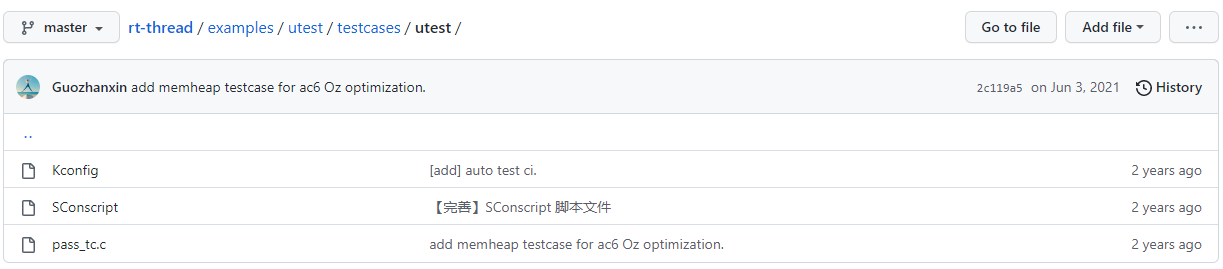 master rt-thread / examples / utest / testcases / utest / Go to file Add file ...
Guozhanxin add memheap testcase for ac6 Oz optimization. 2c119a5 on Jun 3, 2021 History
..
Kconfig [add] auto test ci. 2 years ago
SConscript 【完善】SConscript 脚本文件 2 years ago
pass_tc.c add memheap testcase for ac6 Oz optimization. 2 years ago